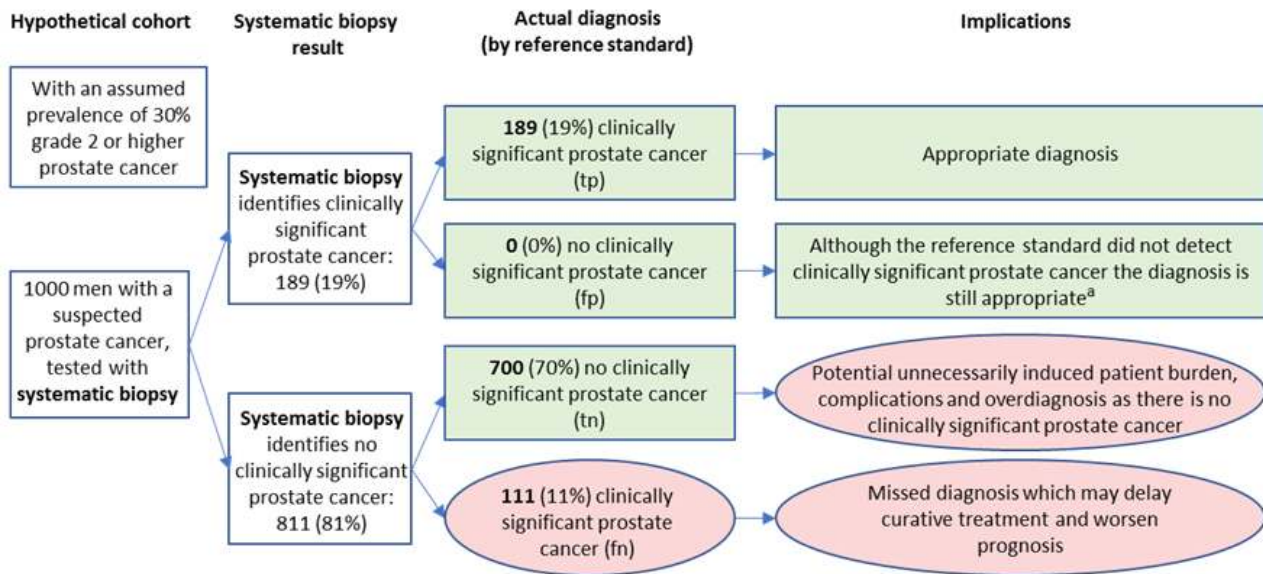 Hypothetical cohort
Systematic biopsy
result
Actual diagnosis
(by reference standard)
Implications
With an assumed
prevalence of 30%
grade 2 or higher
prostate cancer
1000 men with a
suspected
prostate cancer,
tested with
systematic biopsy
Systematic biopsy
identifies clinically
significant
prostate cancer:
189 (19%)
Systematic biopsy
identifies no
clinically significant
prostate cancer:
811 (81%)
189 (19%) clinically
significant prostate cancer
(tp)
Appropriate diagnosis
0 (0%) no clinically
significant prostate cancer
(fp)
Although the reference standard did not detect
clinically significant prostate cancer the diagnosis is
still appropriateᵃ
700 (70%) no clinically
significant prostate cancer
(tn)
Potential unnecessarily induced patient burden,
complications and overdiagnosis as there is no
clinically significant prostate cancer
111 (11%) clinically
significant prostate
cancer (fn)
Missed diagnosis which may delay
curative treatment and worsen
prognosis